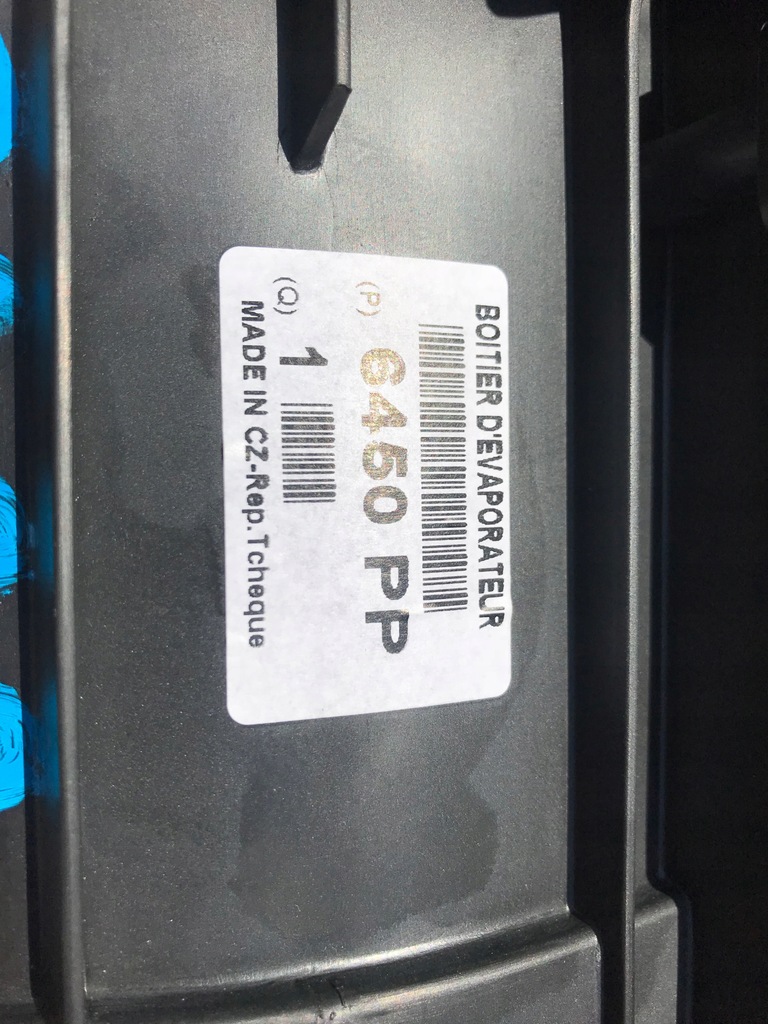 BOITIER D'EVAPORATEUR
(P) 6450 PP
(Q) 1
MADE IN CZ-Rep.Tcheque